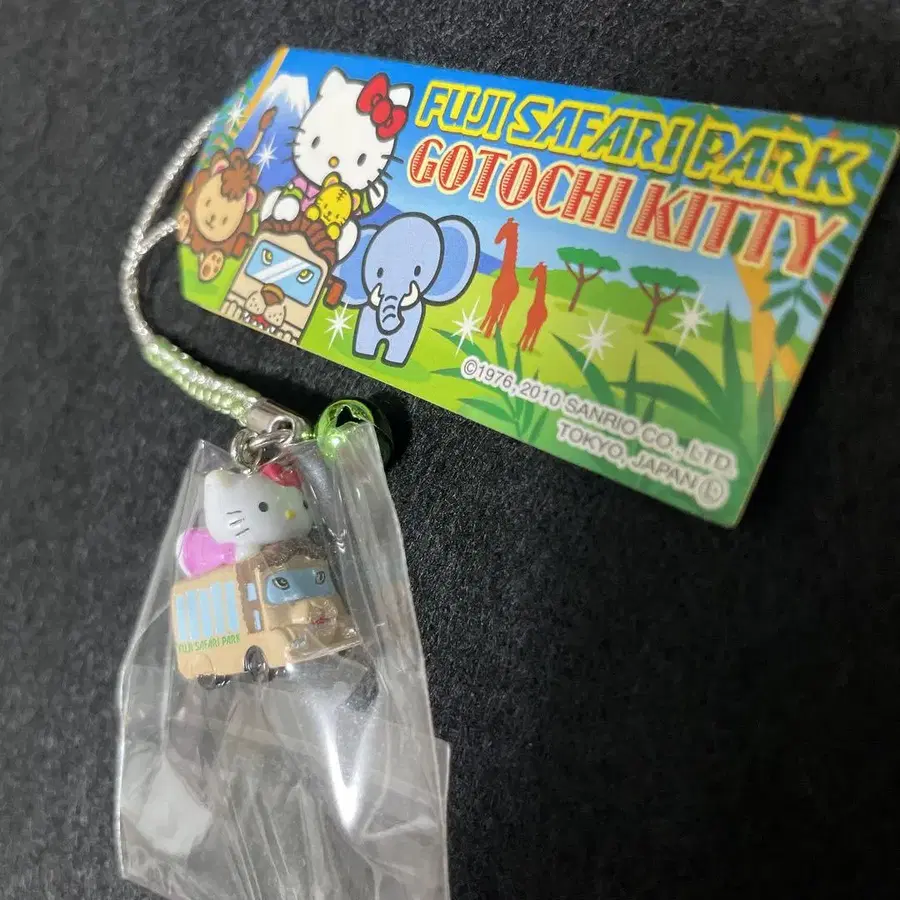 FUJI SAFARI PARK
GOTOCHI KITTY
©1976, 2010 SANRIO CO., LTD.
TOKYO, JAPAN Ⓛ
FUJI SAFARI PARK